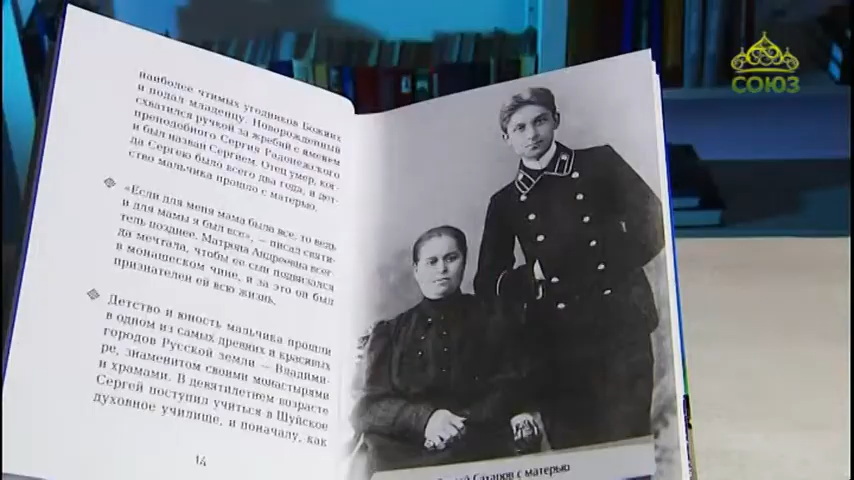 наиболее чтимых угодников Божиих
и подал младенцу. Новорожденный
схватился ручкой за жребий с именем
преподобного Сергия Радонежского
и был назван Сергием. Отец умер, ког-
да Сергею было всего два года, и дет-
ство мальчика прошло с матерью.
«Если для меня мама была все, то ведь
и для мамы я был все», – писал святи-
тель позднее. Матрона Андреевна всег-
да мечтала, чтобы ее сын подвизался
в монашеском чине, и за это он был
признателен ей всю жизнь.
Детство и юность мальчика прошли
в одном из самых древних и красивых
городов Русской земли — Владими-
ре, знаменитом своими монастырями
и храмами. В девятилетнем возрасте
Сергей поступил учиться в Шуйское
духовное училище, и поначалу, как
14
Сахаров с матерью
СОЮЗ